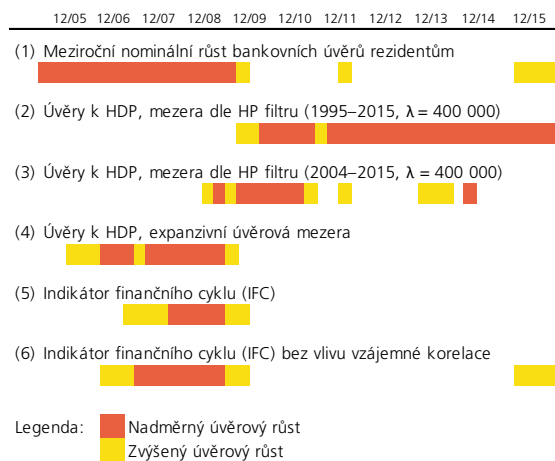 12/05 12/06 12/07 12/08 12/09 12/10 12/11 12/12 12/13 12/14 12/15
(1) Meziroční nominální růst bankovních úvěrů rezidentům
(2) Úvěry k HDP, mezera dle HP filtru (1995–2015, λ = 400 000)
(3) Úvěry k HDP, mezera dle HP filtru (2004–2015, λ = 400 000)
(4) Úvěry k HDP, expanzivní úvěrová mezera
(5) Indikátor finančního cyklu (IFC)
(6) Indikátor finančního cyklu (IFC) bez vlivu vzájemné korelace
Legenda: Nadměrný úvěrový růst
Zvýšený úvěrový růst